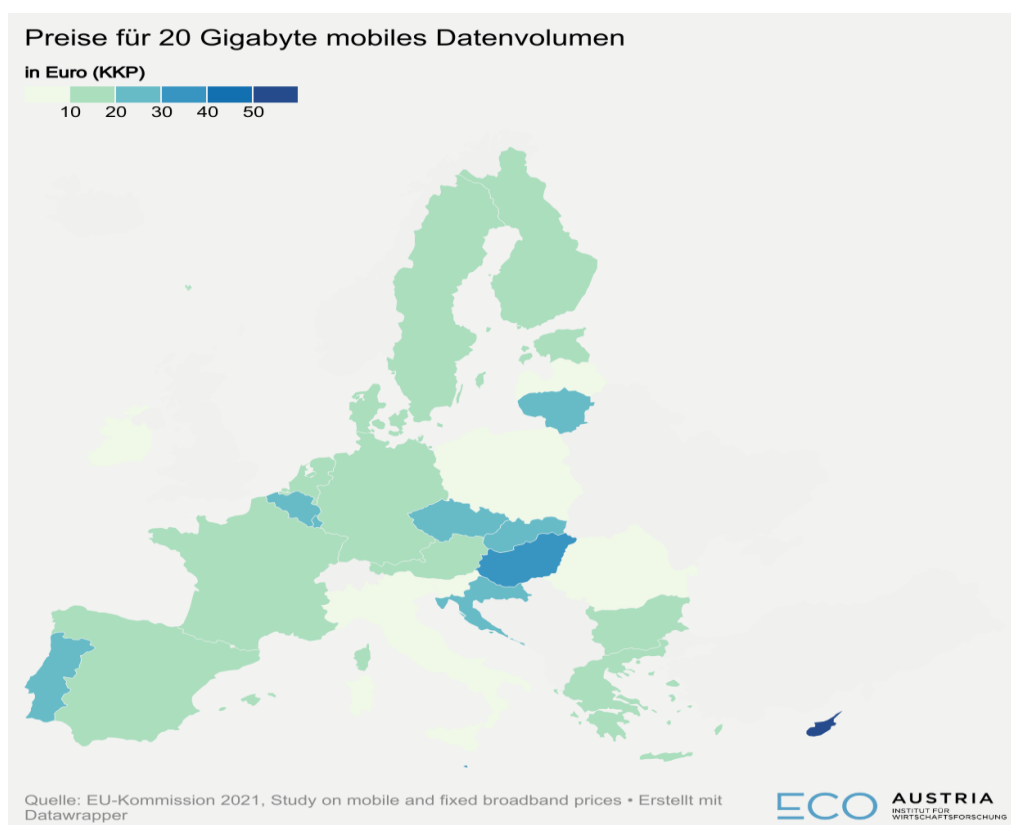 Preise für 20 Gigabyte mobiles Datenvolumen
in Euro (KKP)
10 20 30 40 50
Quelle: EU-Kommission 2021, Study on mobile and fixed broadband prices • Erstellt mit
Datawrapper
ECO AUSTRIA
INSTITUT FÜR
WIRTSCHAFTSFORSCHUNG